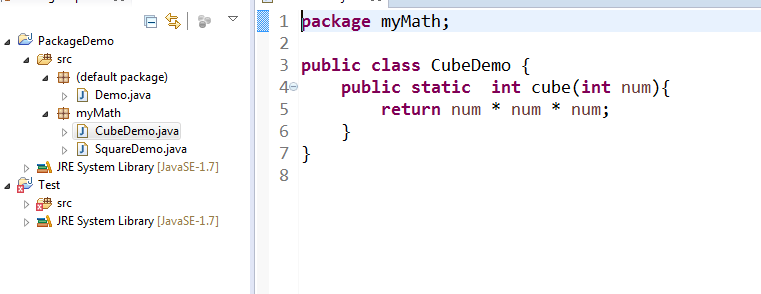 PackageDemo
src
(default package)
Demo.java
myMath
CubeDemo.java
SquareDemo.java
JRE System Library [JavaSE-1.7]
Test
src
JRE System Library [JavaSE-1.7]
1 package myMath;
2
3 public class CubeDemo {
4 public static  int cube(int num){
5 return num * num * num;
6 }
7 }
8